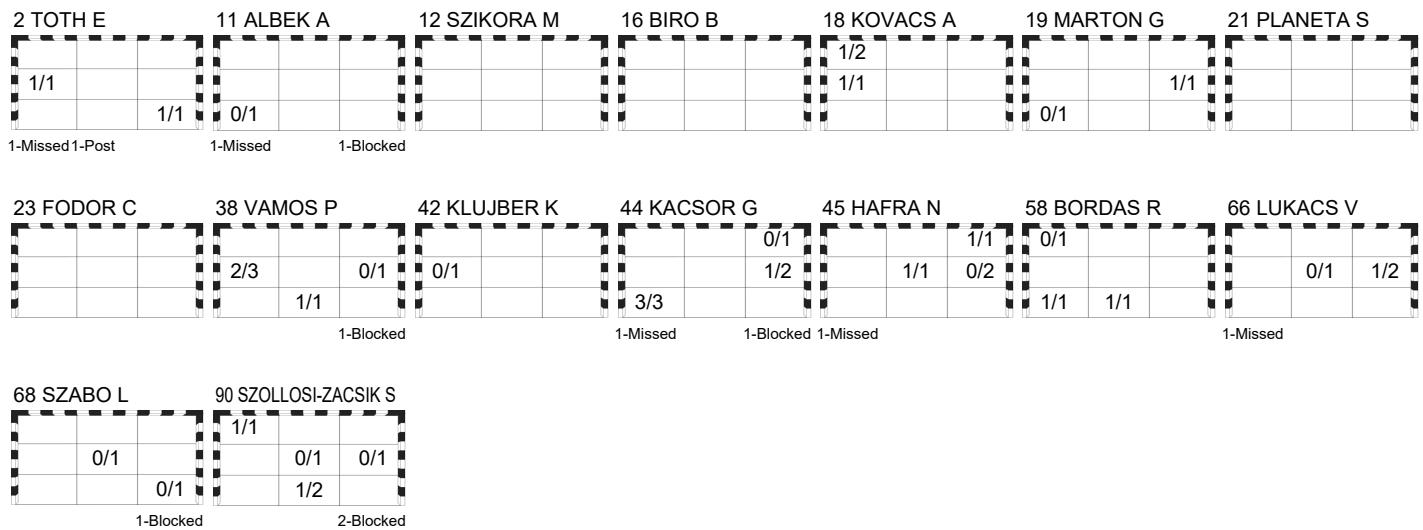 2 TOTH E 11 ALBEK A 12 SZIKORA M 16 BIRO B 18 KOVACS A 19 MARTON G 21 PLANETA S
1/2
1/1 1/1 1/1
1/1 0/1 0/1
1-Missed 1-Post 1-Missed 1-Blocked
23 FODOR C 38 VAMOS P 42 KLUJBER K 44 KACSOR G 45 HAFRA N 58 BORDAS R 66 LUKACS V
0/1 1/1 0/1
2/3 0/1 0/1 1/2 1/1 0/2 0/1 1/2
1/1 3/3 1/1 1/1
1-Blocked 1-Missed 1-Blocked 1-Missed 1-Missed
68 SZABO L 90 SZOLLOSI-ZACSIK S
1/1
0/1 0/1 0/1
0/1 1/2
1-Blocked 2-Blocked